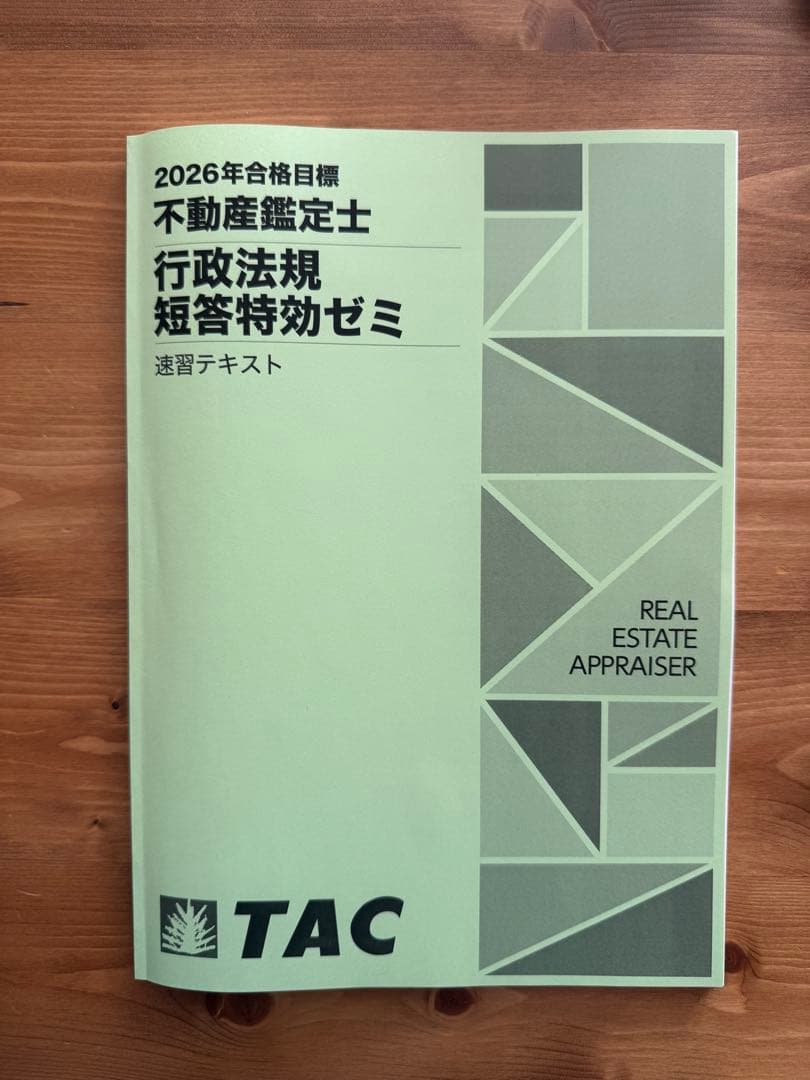 2026年合格目標
不動産鑑定士
行政法規
短答特効ゼミ
速習テキスト
REAL
ESTATE
APPRAISER
TAC